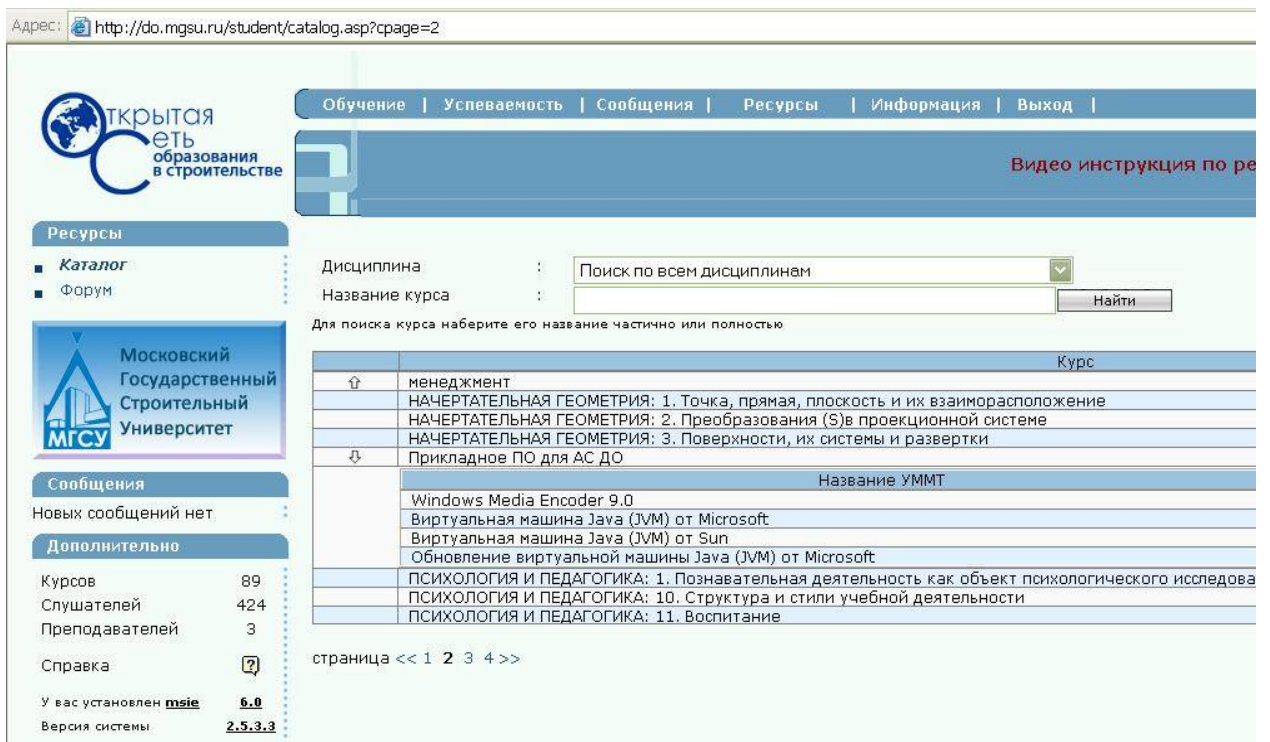 Адрес: http://do.mgsu.ru/student/catalog.asp?cpage=2
ткрытая
еть
образования
в строительстве
Обучение | Успеваемость | Сообщения | Ресурсы | Информация | Выход |
Видео инструкция по ре
Ресурсы
Каталог
Форум
Дисциплина : Поиск по всем дисциплинам
Название курса : Найти
Для поиска курса наберите его название частично или полностью
Московский
Государственный
Строительный
Университет
МГСУ
Курс
менеджмент
НАЧЕРТАТЕЛЬНАЯ ГЕОМЕТРИЯ: 1. Точка, прямая, плоскость и их взаиморасположение
НАЧЕРТАТЕЛЬНАЯ ГЕОМЕТРИЯ: 2. Преобразования (S)в проекционной системе
НАЧЕРТАТЕЛЬНАЯ ГЕОМЕТРИЯ: 3. Поверхности, их системы и развертки
Прикладное ПО для АС ДО
Название УММТ
Windows Media Encoder 9.0
Виртуальная машина Java (JVM) от Microsoft
Виртуальная машина Java (JVM) от Sun
Обновление виртуальной машины Java (JVM) от Microsoft
ПСИХОЛОГИЯ И ПЕДАГОГИКА: 1. Познавательная деятельность как объект психологического исследова
ПСИХОЛОГИЯ И ПЕДАГОГИКА: 10. Структура и стили учебной деятельности
ПСИХОЛОГИЯ И ПЕДАГОГИКА: 11. Воспитание
страница << 1 2 3 4 >>
Сообщения
Новых сообщений нет
Дополнительно
Курсов 89
Слушателей 424
Преподавателей 3
Справка ?
У вас установлен msie 6.0
Версия системы 2.5.3.3